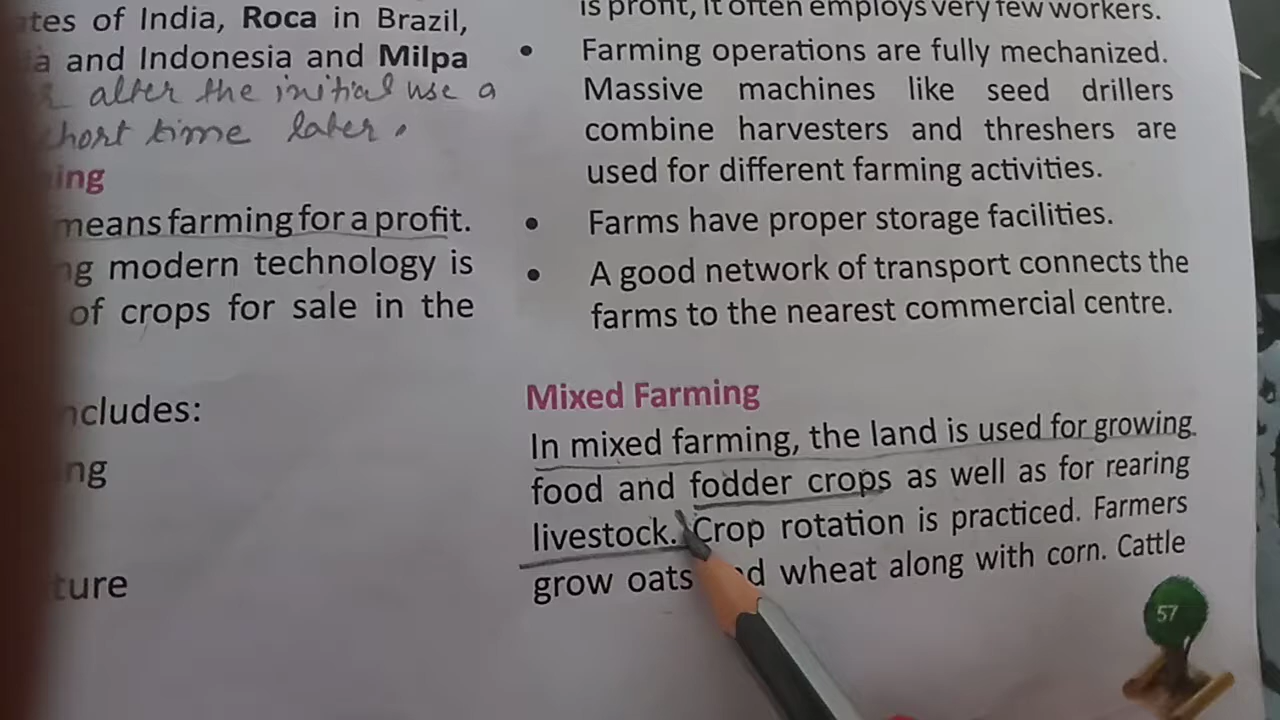 tes of India, Roca in Brazil,
a and Indonesia and Milpa
alter the initial use a
short time later.
ing
means farming for a profit.
ng modern technology is
of crops for sale in the
ncludes:
ng
ture
is profit, it often employs very few workers.
• Farming operations are fully mechanized.
Massive machines like seed drillers
combine harvesters and threshers are
used for different farming activities.
• Farms have proper storage facilities.
• A good network of transport connects the
farms to the nearest commercial centre.
Mixed Farming
In mixed farming, the land is used for growing
food and fodder crops as well as for rearing
livestock. Crop rotation is practiced. Farmers
grow oats and wheat along with corn. Cattle
57